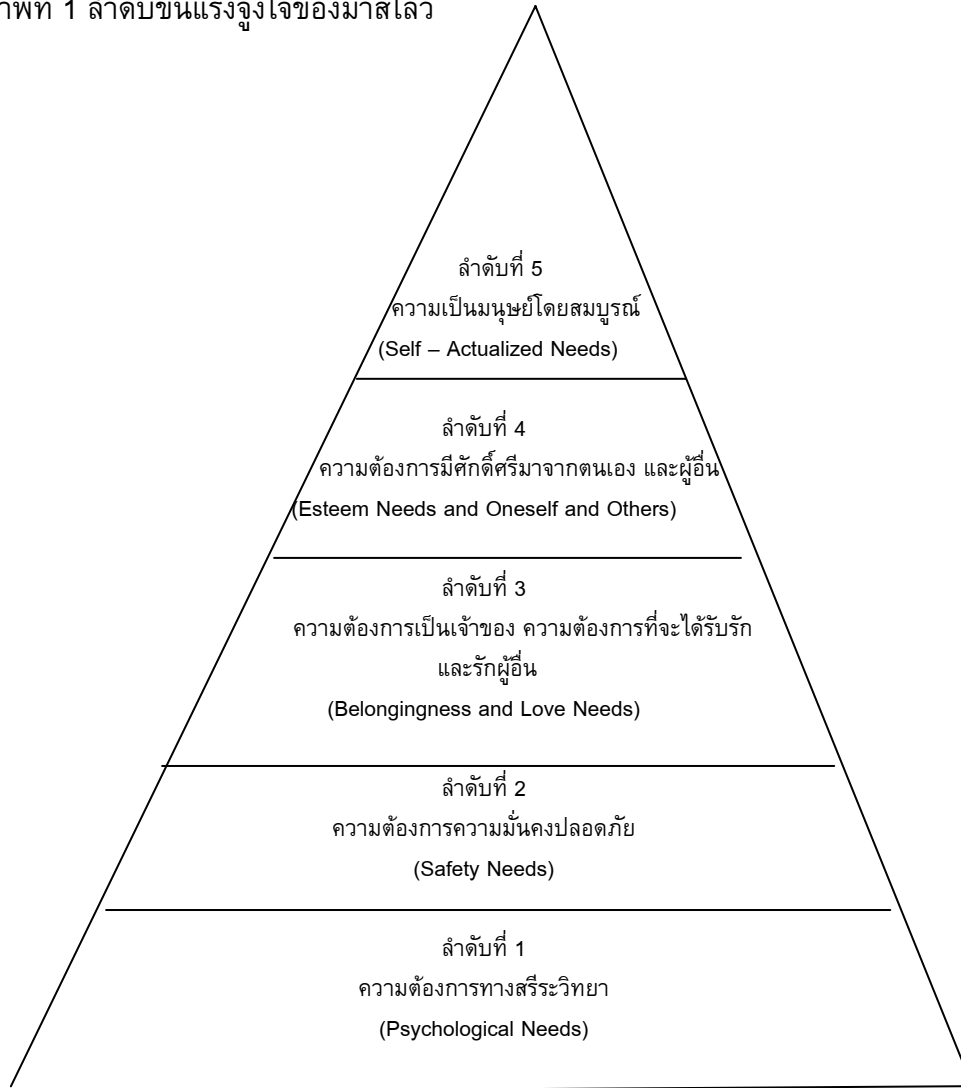 าพที่ 1 ลำดับขั้นแรงจูงใจของมาสโลว์
ลำดับที่ 5
ความเป็นมนุษย์โดยสมบูรณ์
(Self – Actualized Needs)
ลำดับที่ 4
ความต้องการมีศักดิ์ศรีมาจากตนเอง และผู้อื่น
(Esteem Needs and Oneself and Others)
ลำดับที่ 3
ความต้องการเป็นเจ้าของ ความต้องการที่จะได้รับรัก
และรักผู้อื่น
(Belongingness and Love Needs)
ลำดับที่ 2
ความต้องการความมั่นคงปลอดภัย
(Safety Needs)
ลำดับที่ 1
ความต้องการทางสรีระวิทยา
(Psychological Needs)